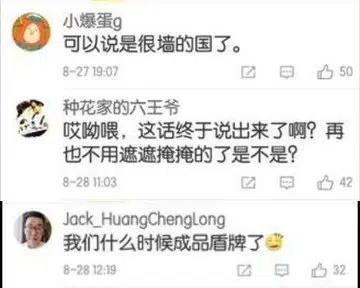 小爆蛋g
可以说是很墙的国了。
8-27 19:07
50
种花家的六王爷
哎呦喂，这话终于说出来了啊？再
也不用遮遮掩掩的了是不是？
8-28 11:03
42
Jack_HuangChengLong
我们什么时候成品盾牌了
8-28 12:19
32